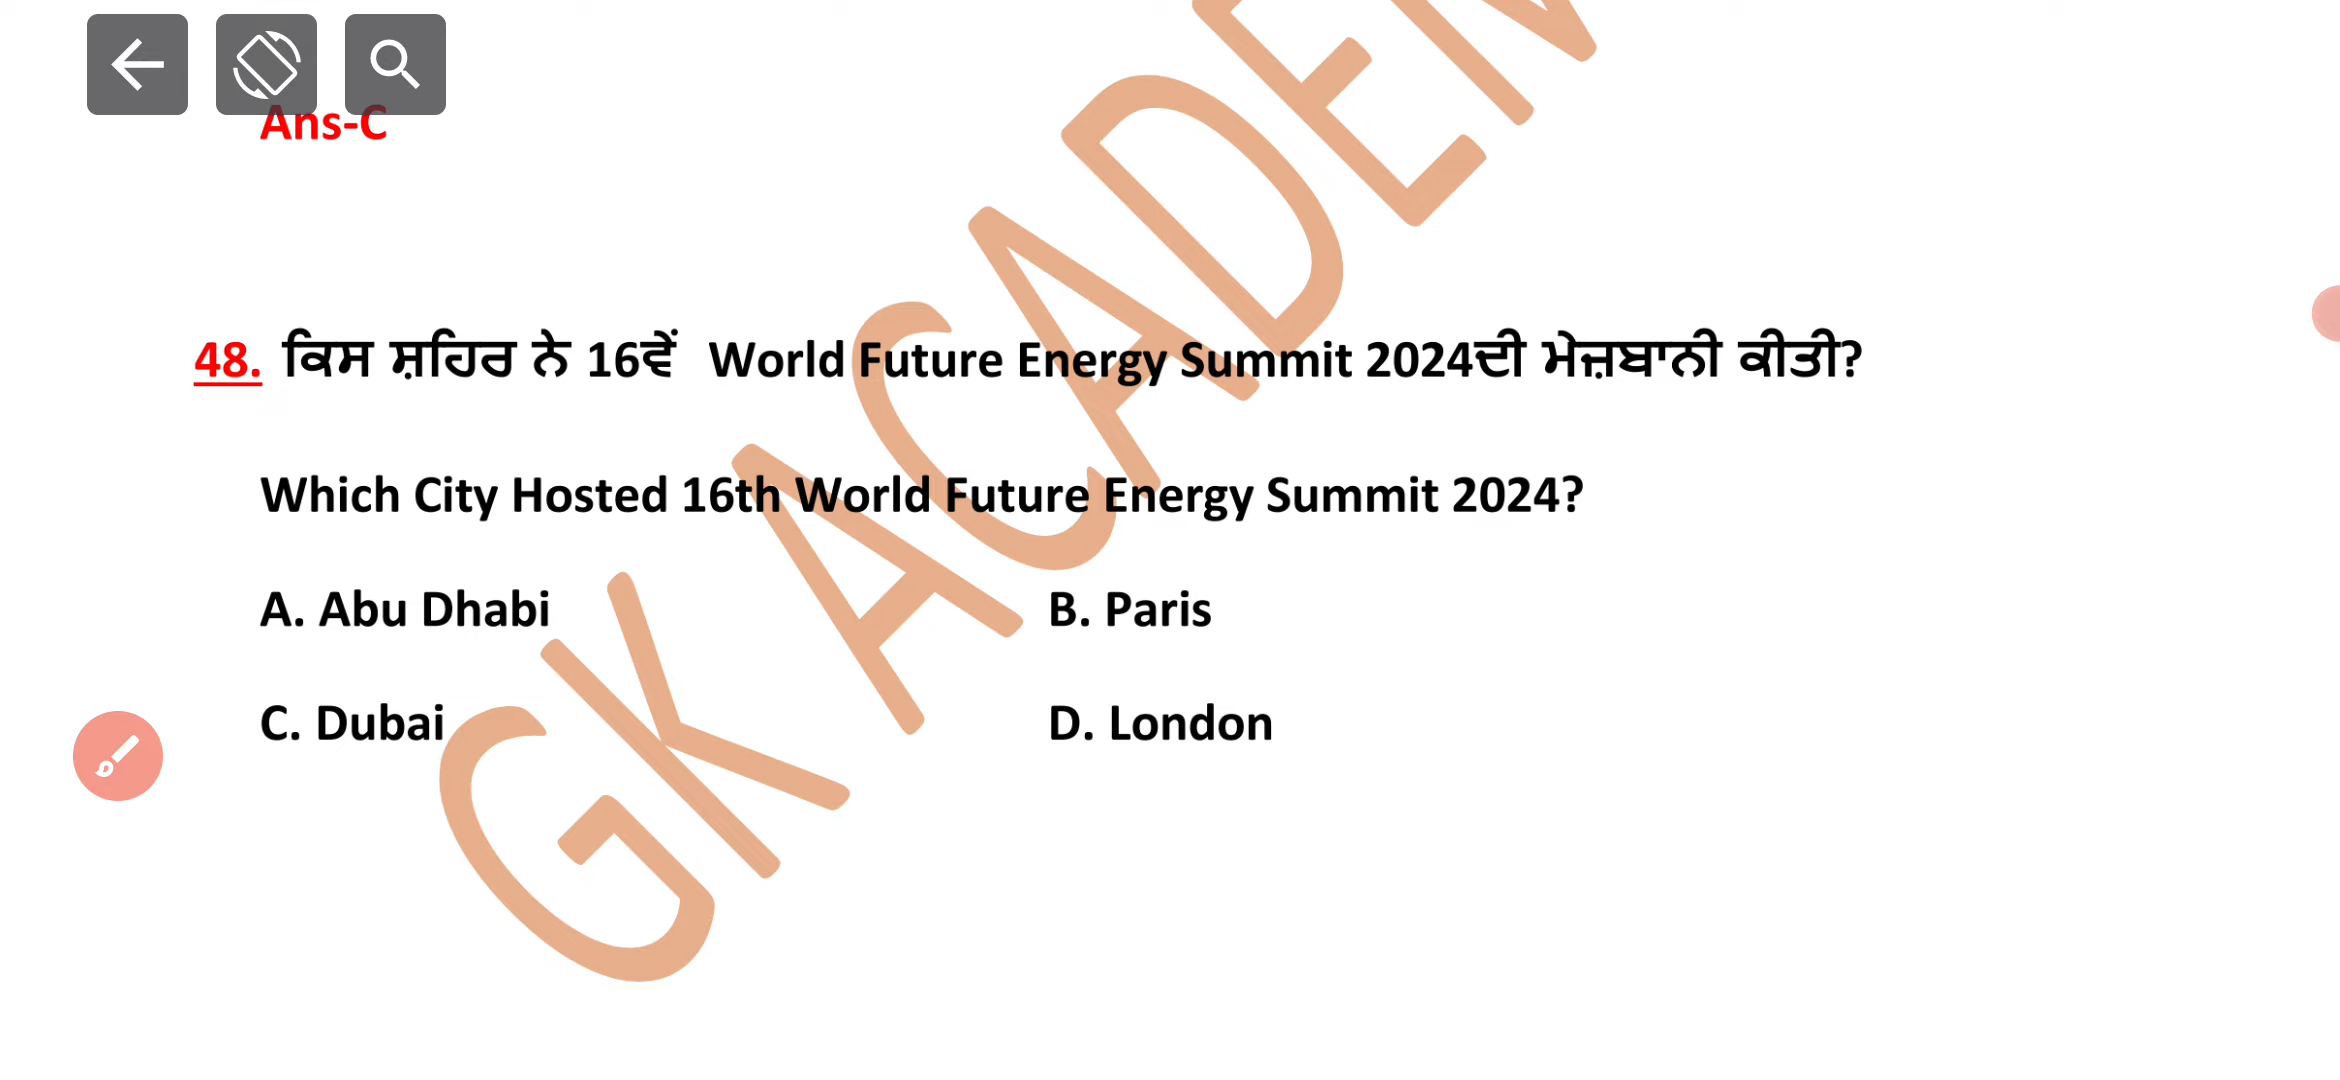 Ans-C
48. ਕਿਸ ਸ਼ਹਿਰ ਨੇ 16ਵੇਂ World Future Energy Summit 2024ਦੀ ਮੇਜ਼ਬਾਨੀ ਕੀਤੀ?
Which City Hosted 16th World Future Energy Summit 2024?
A. Abu Dhabi B. Paris
C. Dubai D. London
GK ACADEM